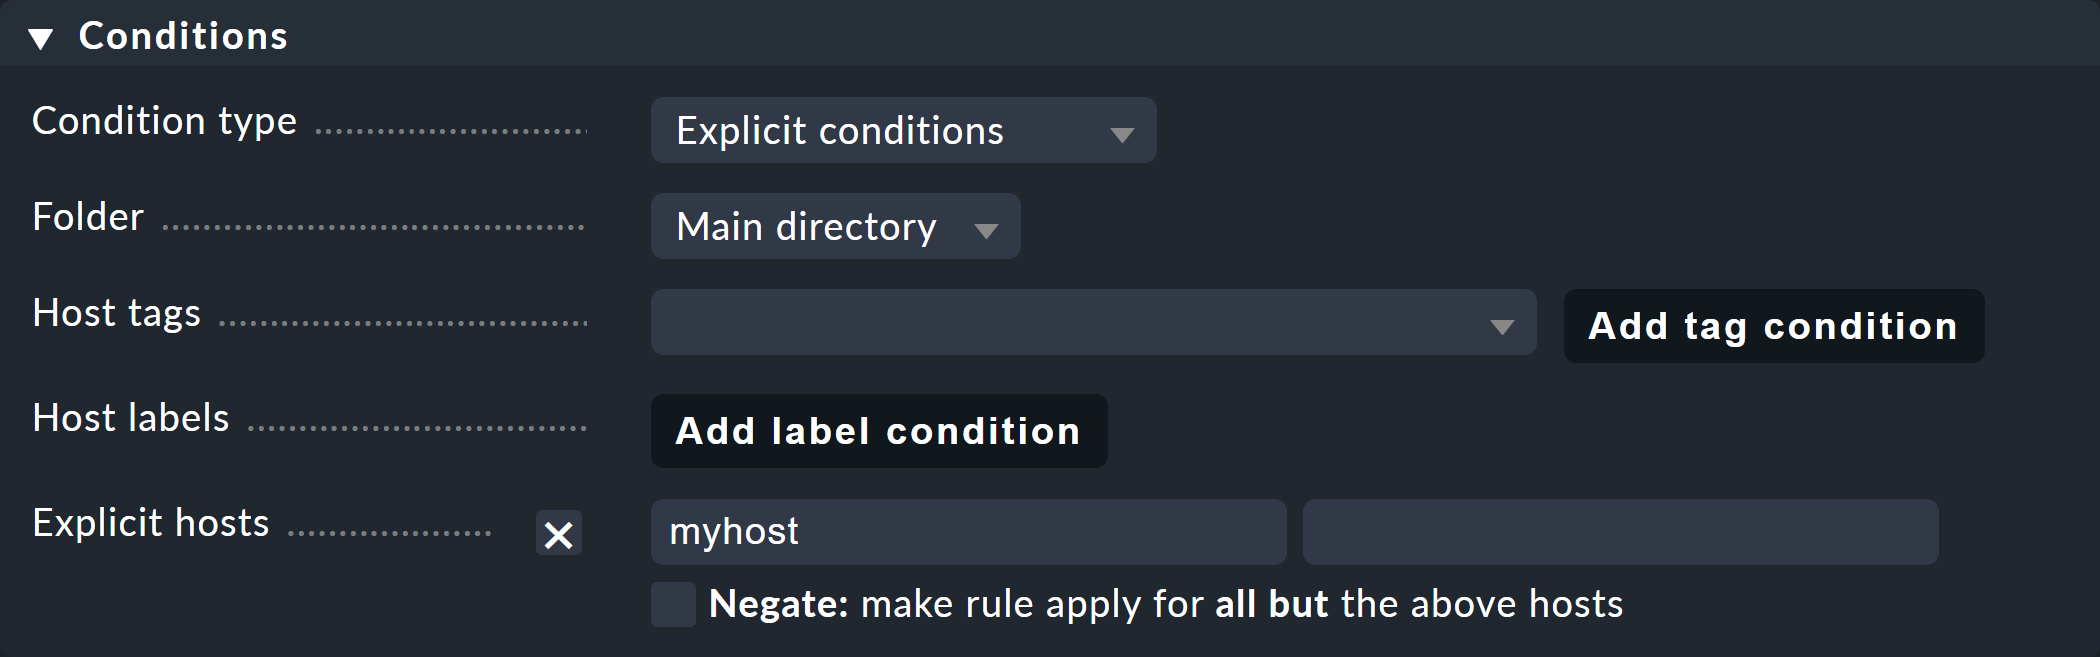 Conditions
Condition type
Explicit conditions
Folder
Main directory
Host tags
Add tag condition
Host labels
Add label condition
Explicit hosts
myhost
Negate: make rule apply for all but the above hosts